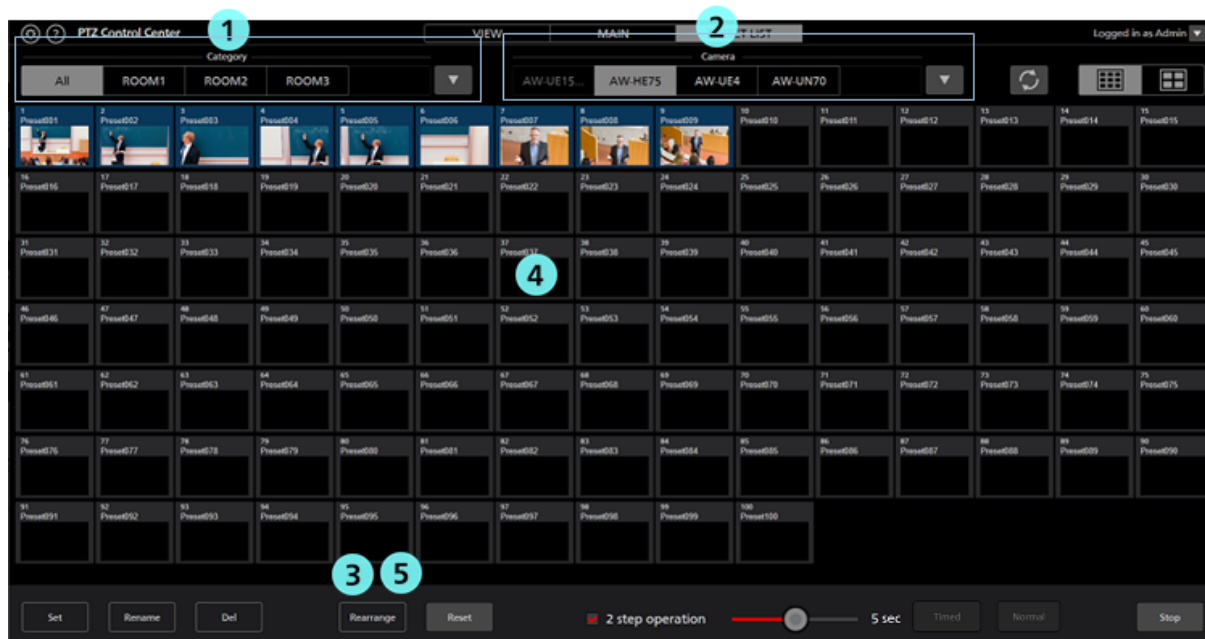 PTZ Control Center
1
VIEW
MAIN
2
LIST
Logged in as Admin
Category
Camera
All
ROOM1
ROOM2
ROOM3
AW-UE15...
AW-HE75
AW-UE4
AW-UN70
1 2 3 4 5 6 7 8 9 10 11 12 13 14 15
Preset001 Preset002 Preset003 Preset004 Preset005 Preset006 Preset007 Preset008 Preset009 Preset010 Preset011 Preset012 Preset013 Preset014 Preset015
16 17 18 19 20 21 22 23 24 25 26 27 28 29 30
Preset016 Preset017 Preset018 Preset019 Preset020 Preset021 Preset022 Preset023 Preset024 Preset025 Preset026 Preset027 Preset028 Preset029 Preset030
31 32 33 34 35 36 37 38 39 40 41 42 43 44 45
Preset031 Preset032 Preset033 Preset034 Preset035 Preset036 Preset037 Preset038 Preset039 Preset040 Preset041 Preset042 Preset043 Preset044 Preset045
4
46 47 48 49 50 51 52 53 54 55 56 57 58 59 60
Preset046 Preset047 Preset048 Preset049 Preset050 Preset051 Preset052 Preset053 Preset054 Preset055 Preset056 Preset057 Preset058 Preset059 Preset060
61 62 63 64 65 66 67 68 69 70 71 72 73 74 75
Preset061 Preset062 Preset063 Preset064 Preset065 Preset066 Preset067 Preset068 Preset069 Preset070 Preset071 Preset072 Preset073 Preset074 Preset075
76 77 78 79 80 81 82 83 84 85 86 87 88 89 90
Preset076 Preset077 Preset078 Preset079 Preset080 Preset081 Preset082 Preset083 Preset084 Preset085 Preset086 Preset087 Preset088 Preset089 Preset090
91 92 93 94 95 96 97 98 99 100
Preset091 Preset092 Preset093 Preset094 Preset095 Preset096 Preset097 Preset098 Preset099 Preset100
3 5
Set
Rename
Del
Rearrange
Reset
2 step operation
5 sec
Timed
Normal
Stop